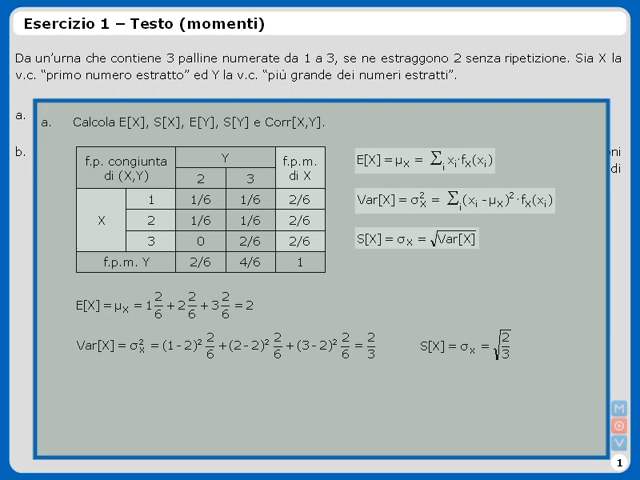 Esercizio 1 – Testo (momenti)
Da un’urna che contiene 3 palline numerate da 1 a 3, se ne estraggono 2 senza ripetizione. Sia X la
v.c. “primo numero estratto” ed Y la v.c. “più grande dei numeri estratti”.
a.
a. Calcola E[X], S[X], E[Y], S[Y] e Corr[X,Y].
b.
di
f.p. congiunta di (X,Y) Y f.p.m. di X
2 3
X 1 1/6 1/6 2/6
2 1/6 1/6 2/6
3 0 2/6 2/6
f.p.m. Y 2/6 4/6 1
E[X] = μX = ∑i xi·fX(xi)
Var[X] = σ²X = ∑i(xi - μX)²·fX(xi)
S[X] = σX = √Var[X]
E[X] = μX = 1 2/6 + 2 2/6 + 3 2/6 = 2
Var[X] = σ²X = (1-2)² 2/6 + (2-2)² 2/6 + (3-2)² 2/6 = 2/3
S[X] = σX = √2/3
M
O
V
1